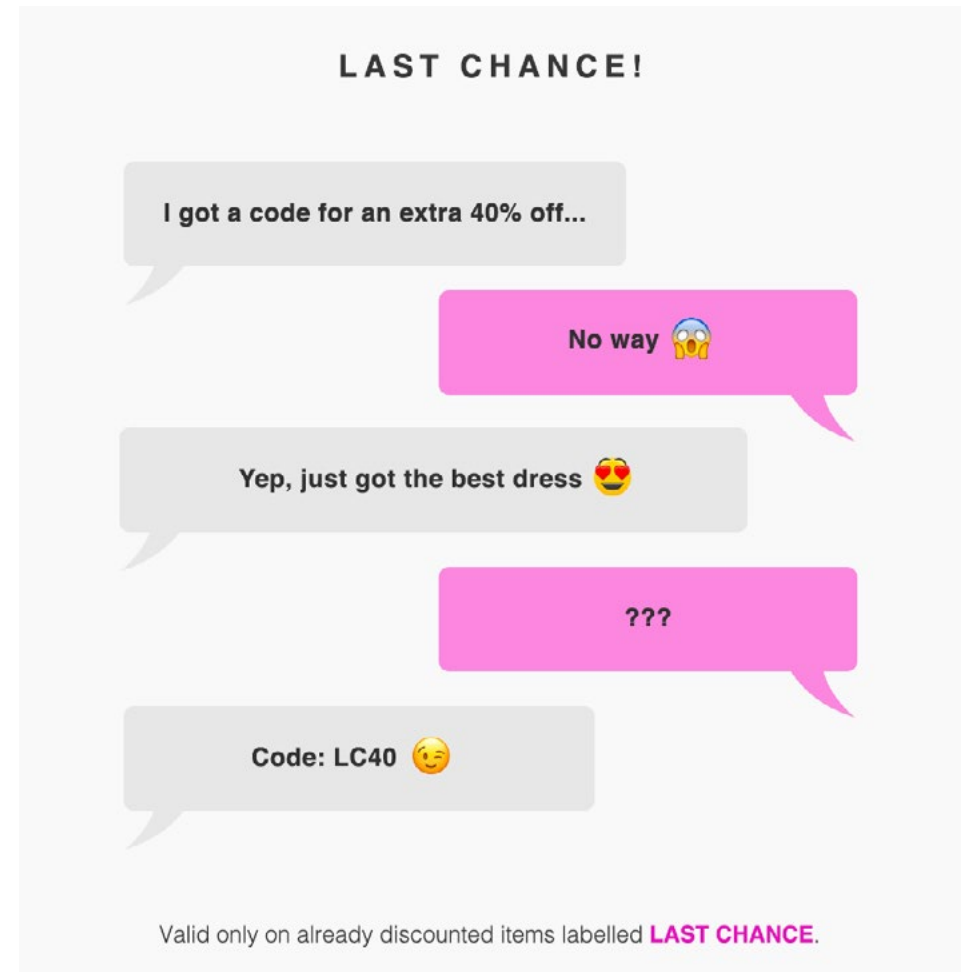 LAST CHANCE!
I got a code for an extra 40% off...
No way 😱
Yep, just got the best dress 😍
???
Code: LC40 😉
Valid only on already discounted items labelled LAST CHANCE.